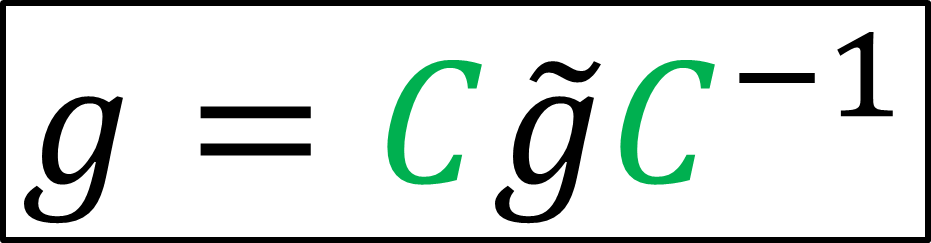 g = C g̃ C⁻¹